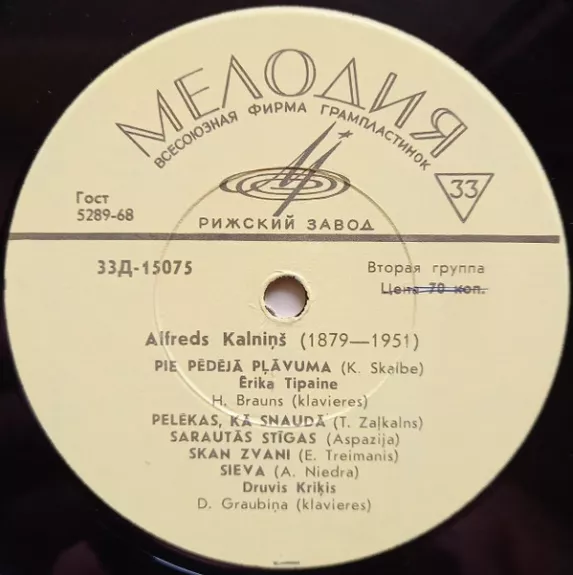 МЕЛОДИЯ
ВСЕСОЮЗНАЯ ФИРМА ГРАМПЛАСТИНОК
33
Гост
5289-68
РИЖСКИЙ ЗАВОД
33Д-15075
Вторая группа
Цена 70 коп.
Alfreds Kalniņš (1879—1951)
PIE PĒDĒJĀ PĻĀVUMA (K. Skalbe)
Ērika Tipaine
H. Brauns (klavieres)
PELĒKAS, KĀ SNAUDĀ (T. Zaļkalns)
SARAUTĀS STĪGAS (Aspazija)
SKAN ZVANI (E. Treimanis)
SIEVA (A. Niedra)
Druvis Kriķis
D. Graubiņa (klavieres)